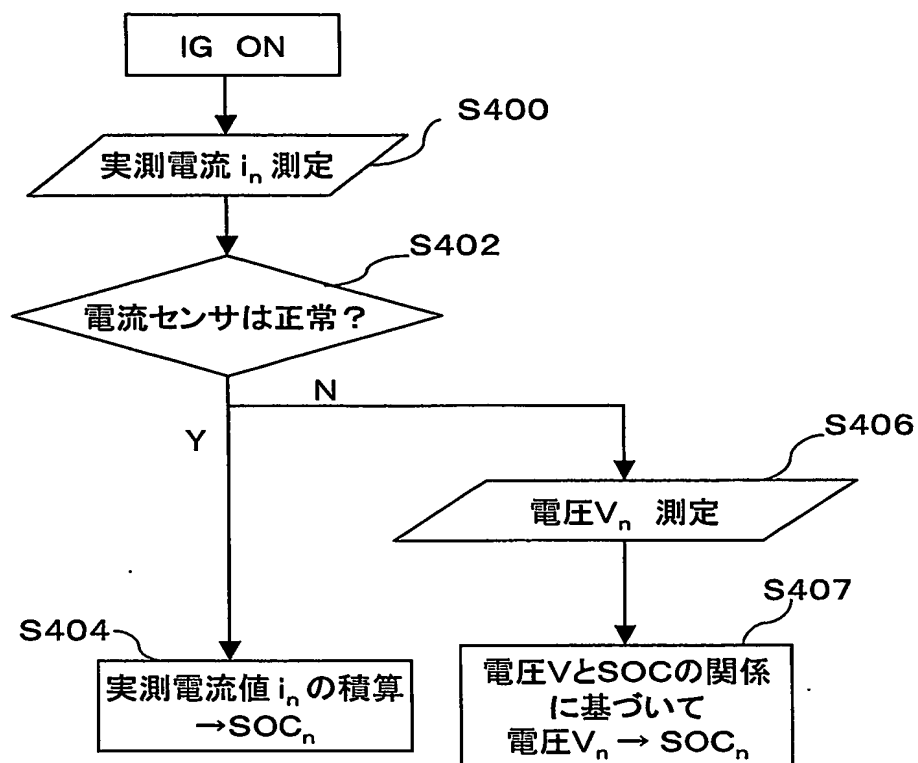 IG ON
S400
実測電流 iₙ 測定
S402
電流センサは正常？
N
Y
S406
電圧Vₙ 測定
S407
S404
実測電流値 iₙ の積算
→SOCₙ
電圧VとSOCの関係
に基づいて
電圧Vₙ → SOCₙ